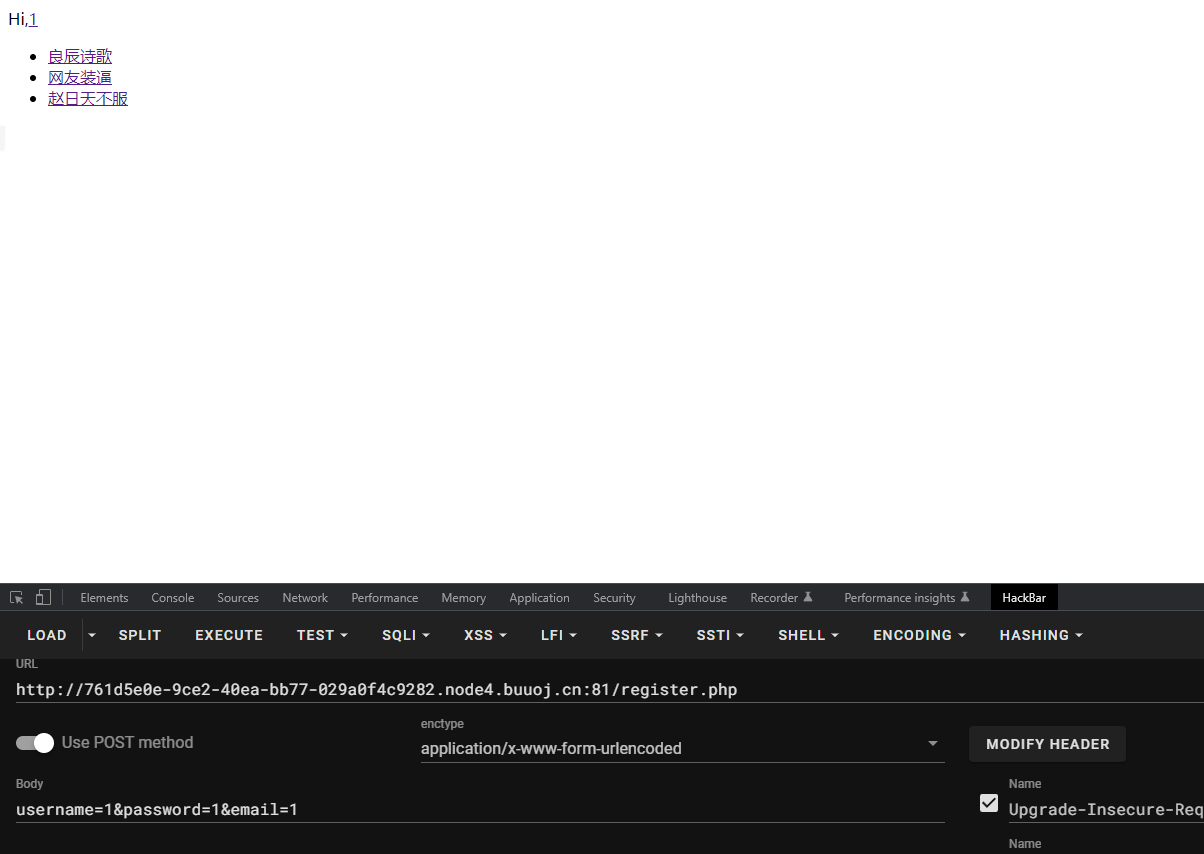 Hi,1
良辰诗歌
网友装逼
赵日天不服
Elements Console Sources Network Performance Memory Application Security Lighthouse Recorder Performance insights HackBar
LOAD SPLIT EXECUTE TEST SQLI XSS LFI SSRF SSTI SHELL ENCODING HASHING
URL
http://761d5e0e-9ce2-40ea-bb77-029a0f4c9282.node4.buuoj.cn:81/register.php
enctype
Use POST method application/x-www-form-urlencoded MODIFY HEADER
Body Name
username=1&password=1&email=1 Upgrade-Insecure-Req
Name